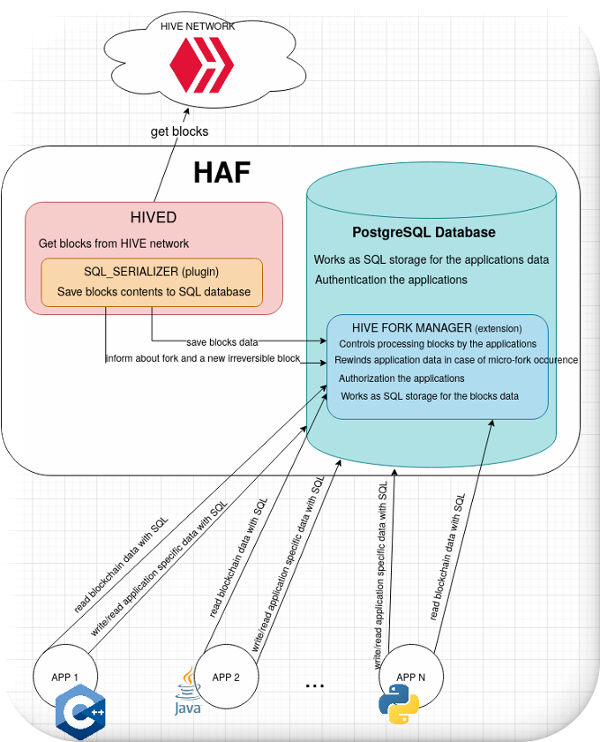 HIVE NETWORK
get blocks
HAF
HIVED
Get blocks from HIVE network
SQL_SERIALIZER (plugin)
Save blocks contents to SQL database
PostgreSQL Database
Works as SQL storage for the applications data
Authentication the applications
HIVE FORK MANAGER (extension)
Controls processing blocks by the applications
Rewinds application data in case of micro-fork occurence
Authorization the applications
Works as SQL storage for the blocks data
save blocks data
inform about fork and a new irreversible block
read blockchain data with SQL
write/read application specific data with SQL
read blockchain data with SQL
write/read application specific data with SQL
write/read application specific data with SQL
read blockchain data with SQL
APP 1
C++
Java
APP 2
...
APP N